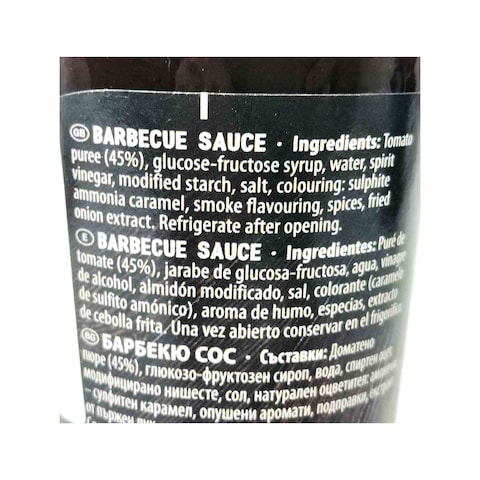 GB BARBECUE SAUCE · Ingredients: Tomato
puree (45%), glucose-fructose syrup, water, spirit
vinegar, modified starch, salt, colouring: sulphite
ammonia caramel, smoke flavouring, spices, fried
onion extract. Refrigerate after opening.
E BARBECUE SAUCE · Ingredientes: Puré de
tomate (45%), jarabe de glucosa-fructosa, agua, vinagre
de alcohol, almidón modificado, sal, colorante (caramelo
de sulfito amónico), aroma de humo, especias, extracto
de cebolla frita. Una vez abierto conservar en el frigorífico.
BG БАРБЕКЮ СОС · Съставки: Доматено
пюре (45%), глюкозо-фруктозен сироп, вода, спиртен оцет,
модифицирано нишесте, сол, натурален оцветител:
– сулфитен карамел, опушени аромати, подправки,
от пържен